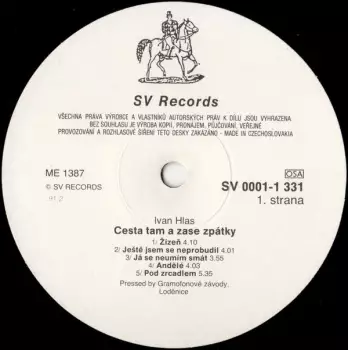 SV Records
VŠECHNA PRÁVA VÝROBCE A VLASTNÍKŮ AUTORSKÝCH PRÁV K DÍLU JSOU VYHRAZENA
BEZ SOUHLASU JE VÝROBA KOPIÍ, PRONÁJEM, PŮJČOVÁNÍ, VEŘEJNÉ
PROVOZOVÁNÍ A ROZHLASOVÉ ŠÍŘENÍ TÉTO DESKY ZAKÁZÁNO - MADE IN CZECHOSLOVAKIA
ME 1387
OSA
© SV RECORDS
SV 0001-1 331
1. strana
Ivan Hlas
Cesta tam a zase zpátky
1/ Žízeň 4.10
2/ Ještě jsem se neprobudil 4.01
3/ Já se neumím smát 3.55
4/ Andělé 4.03
5/ Pod zrcadlem 5.35
Pressed by Gramofonové závody,
Loděnice